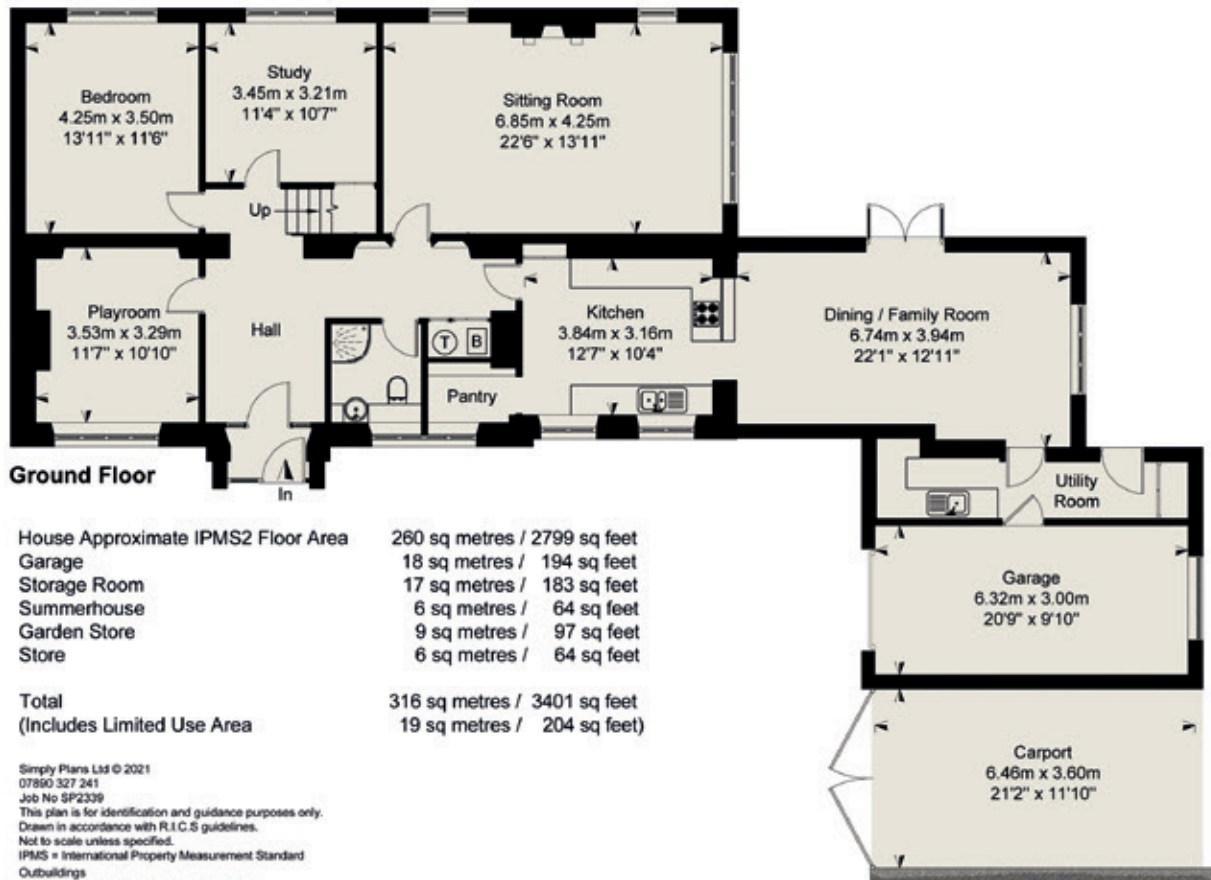 Bedroom
4.25m x 3.50m
13'11" x 11'6"
Study
3.45m x 3.21m
11'4" x 10'7"
Sitting Room
6.85m x 4.25m
22'6" x 13'11"
Up
Playroom
3.53m x 3.29m
11'7" x 10'10"
Hall
T
B
Pantry
Kitchen
3.84m x 3.16m
12'7" x 10'4"
Dining / Family Room
6.74m x 3.94m
22'1" x 12'11"
Utility
Room
Ground Floor
In
Garage
6.32m x 3.00m
20'9" x 9'10"
Carport
6.46m x 3.60m
21'2" x 11'10"
House Approximate IPMS2 Floor Area 260 sq metres / 2799 sq feet
Garage 18 sq metres / 194 sq feet
Storage Room 17 sq metres / 183 sq feet
Summerhouse 6 sq metres / 64 sq feet
Garden Store 9 sq metres / 97 sq feet
Store 6 sq metres / 64 sq feet
Total 316 sq metres / 3401 sq feet
(Includes Limited Use Area 19 sq metres / 204 sq feet)
Simply Plans Ltd © 2021
07890 327 241
Job No SP2339
This plan is for identification and guidance purposes only.
Drawn in accordance with R.I.C.S guidelines.
Not to scale unless specified.
IPMS = International Property Measurement Standard
Outbuildings